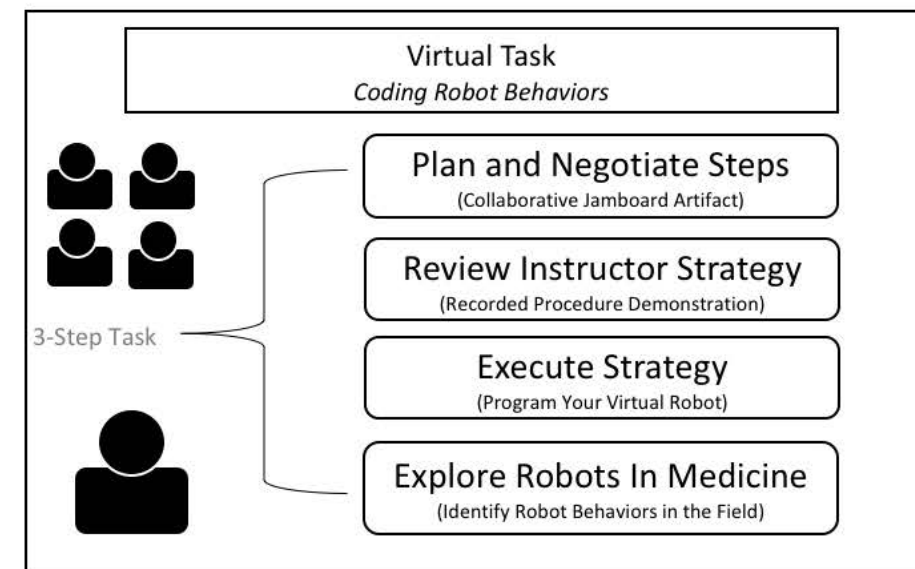 Virtual Task
Coding Robot Behaviors
Plan and Negotiate Steps
(Collaborative Jamboard Artifact)
Review Instructor Strategy
(Recorded Procedure Demonstration)
3-Step Task
Execute Strategy
(Program Your Virtual Robot)
Explore Robots In Medicine
(Identify Robot Behaviors in the Field)